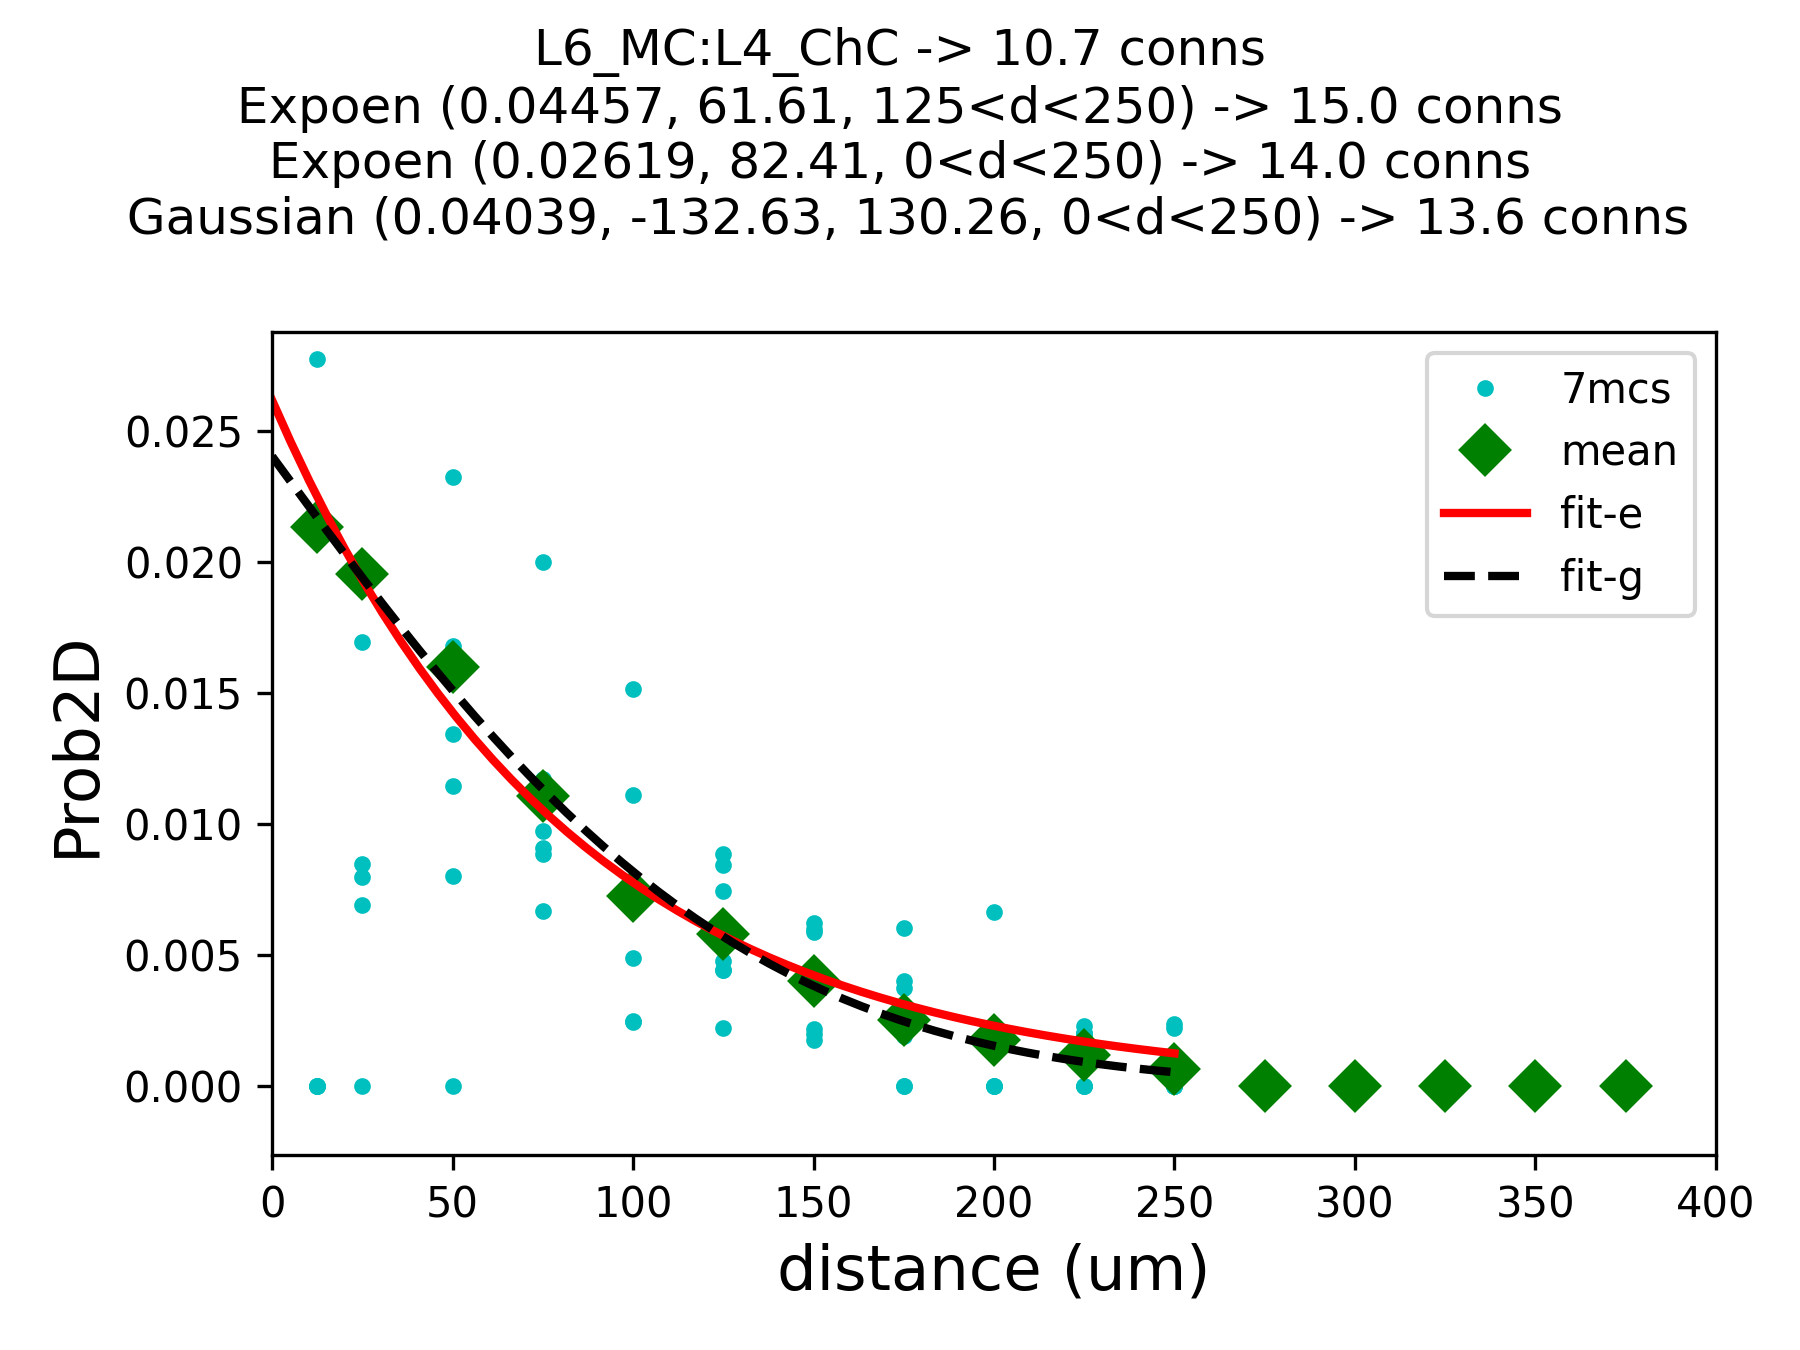 L6_MC:L4_ChC -> 10.7 conns
Expoen (0.04457, 61.61, 125<d<250) -> 15.0 conns
Expoen (0.02619, 82.41, 0<d<250) -> 14.0 conns
Gaussian (0.04039, -132.63, 130.26, 0<d<250) -> 13.6 conns
7mcs
mean
fit-e
fit-g
Prob2D
0.025
0.020
0.015
0.010
0.005
0.000
0 50 100 150 200 250 300 350 400
distance (um)